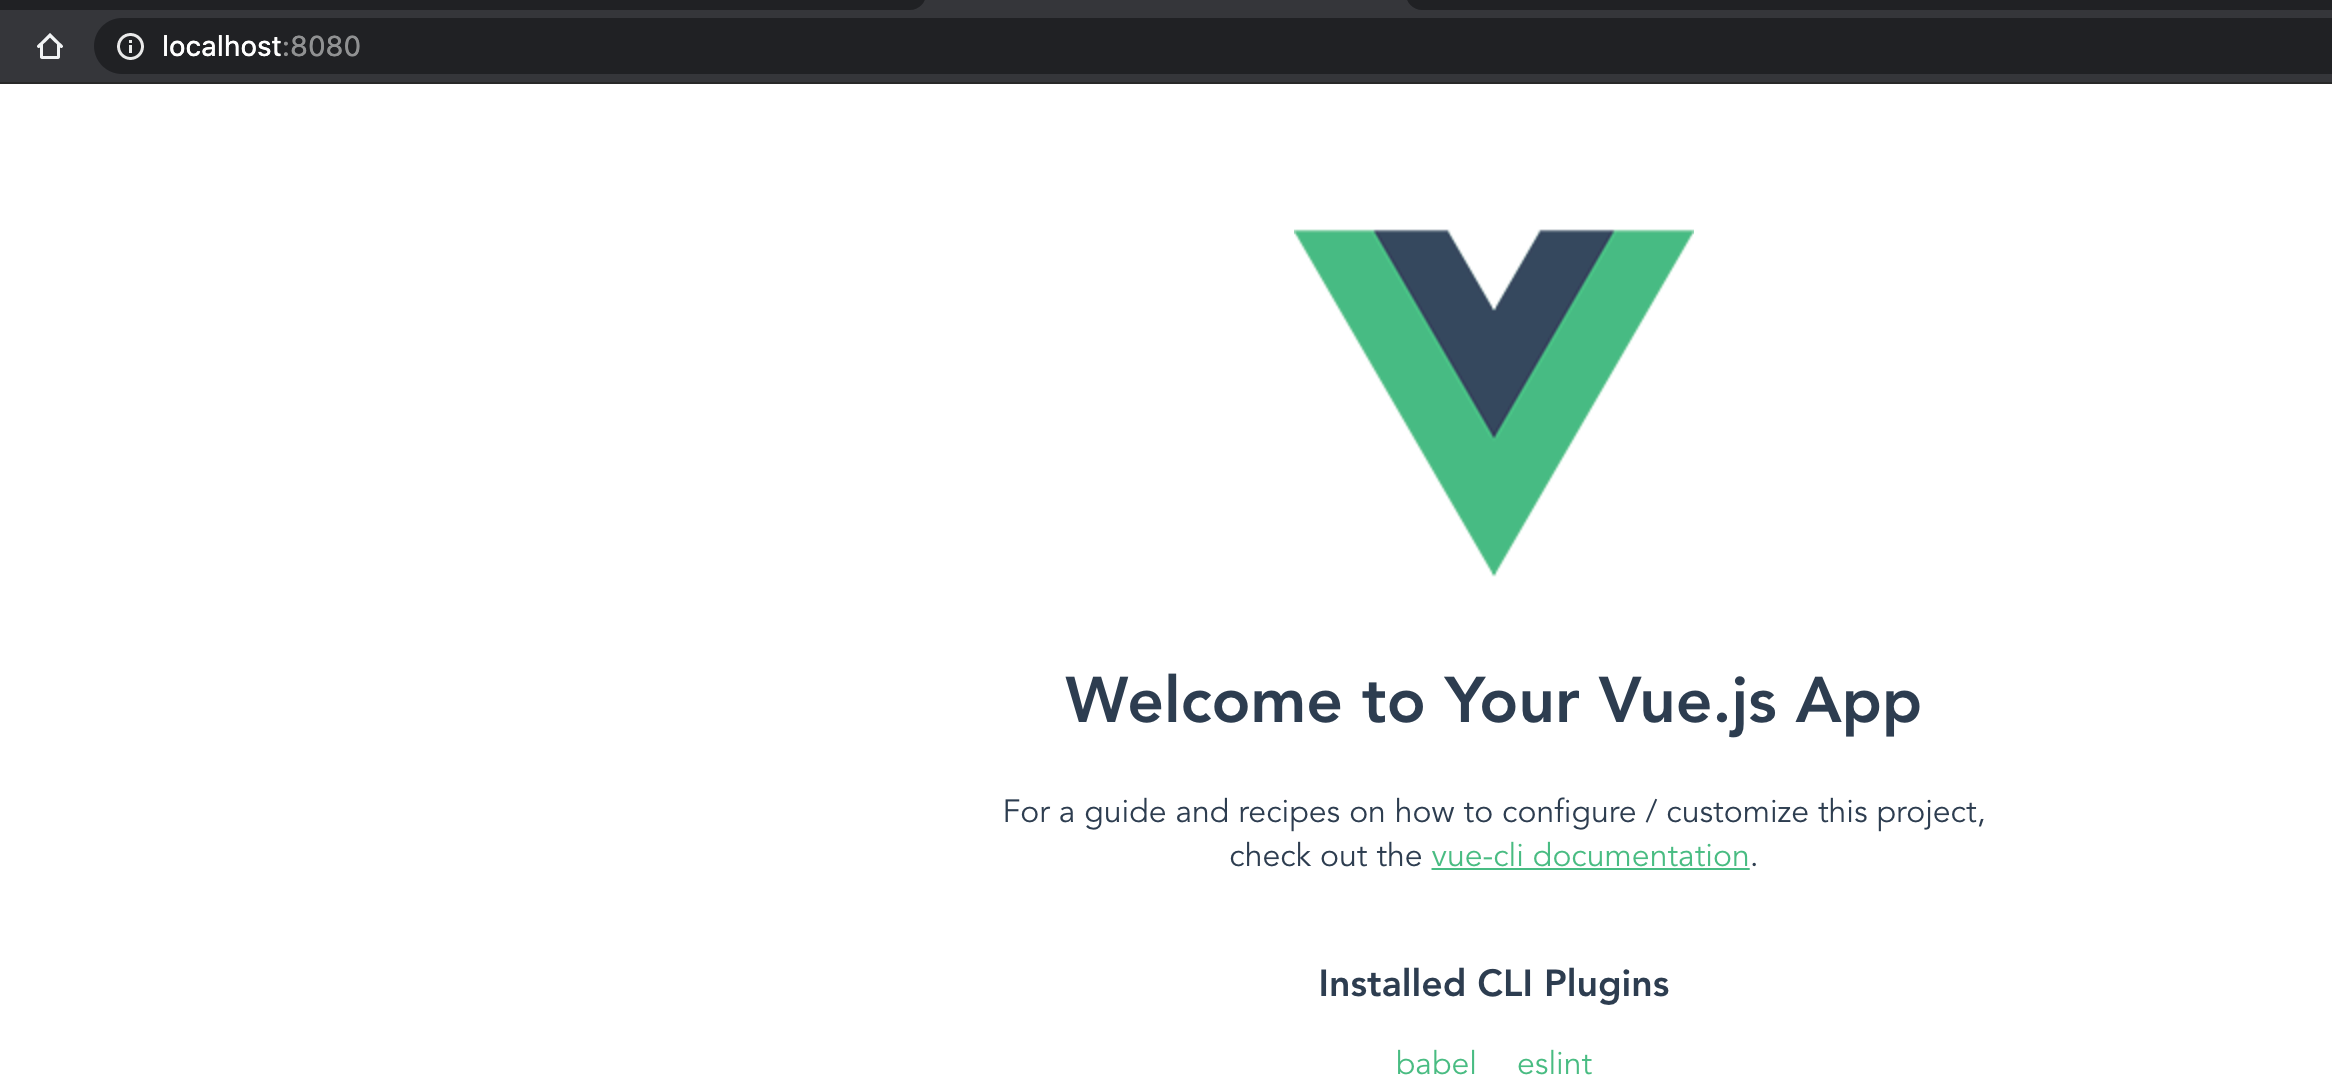 localhost:8080
Welcome to Your Vue.js App
For a guide and recipes on how to configure / customize this project,
check out the vue-cli documentation.
Installed CLI Plugins
babel eslint